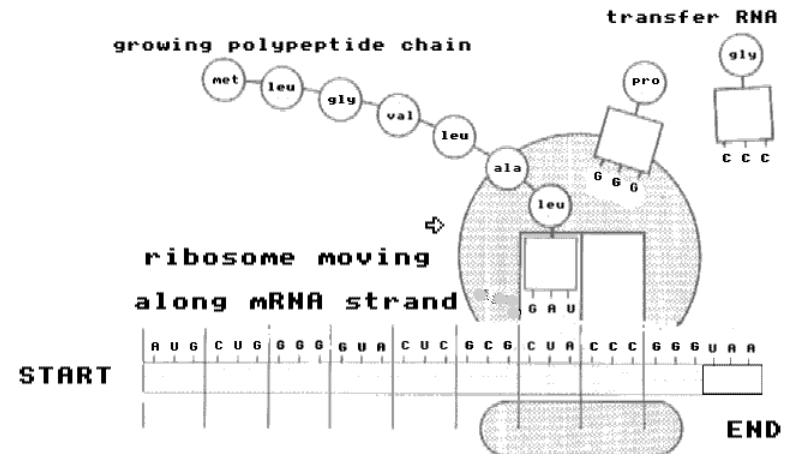 transfer RNA
growing polypeptide chain
gly
met
leu
gly
val
leu
ala
leu
pro
C C C
G G G
ribosome moving
along mRNA strand
G A U
A U G C U G G G G G U A C U C G C G C U A C C C G G G U A A
START
END